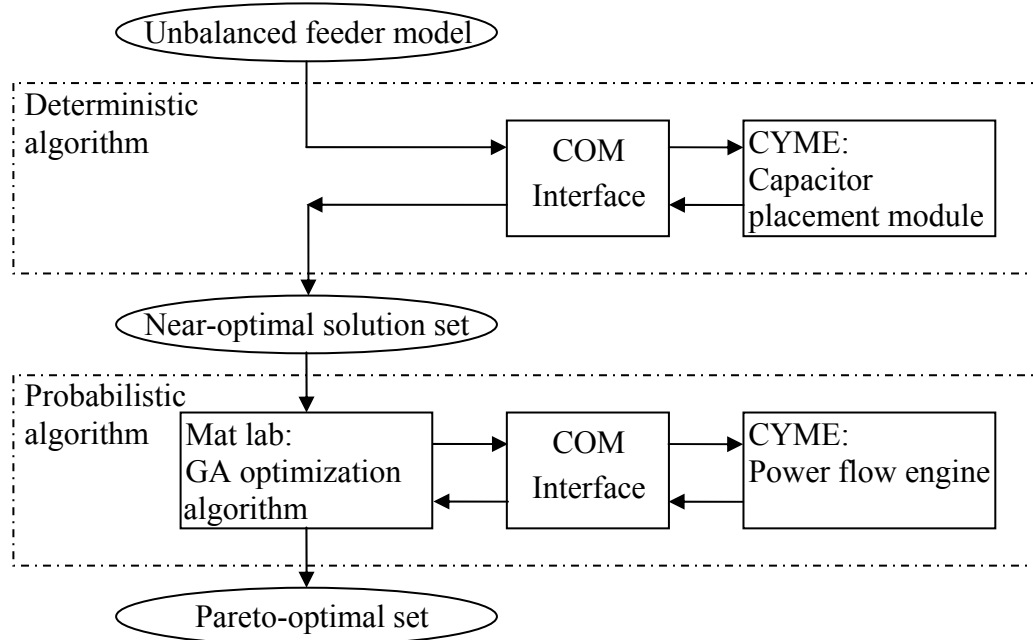 Unbalanced feeder model
Deterministic
algorithm
COM
Interface
CYME:
Capacitor
placement module
Near-optimal solution set
Probabilistic
algorithm
Mat lab:
GA optimization
algorithm
COM
Interface
CYME:
Power flow engine
Pareto-optimal set